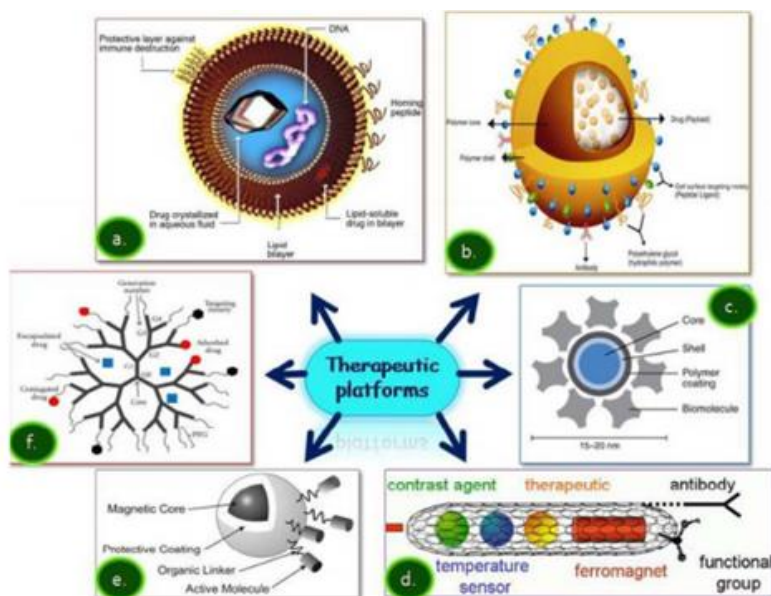 Protective layer against
immune destruction
DNA
Homing
peptide
Drug crystallized
in aqueous fluid
Lipid
bilayer
Lipid-soluble
drug in bilayer
a.
Polymer core
Polymer shell
Drug (Payload)
Cell surface targeting moiety
(Peptide Ligand)
Polyethylene glycol
(hydrophilic polymer)
Antibody
b.
c.
Core
Shell
Polymer
coating
Biomolecule
15-20 nm
Therapeutic
platforms
Generation
number
Targeting
moiety
Encapsulated
drug
Adsorbed
drug
Conjugated
drug
Core
PEG
f.
Magnetic Core
Protective Coating
Organic Linker
Active Molecule
e.
contrast agent
therapeutic
antibody
temperature
sensor
ferromagnet
functional
group
d.